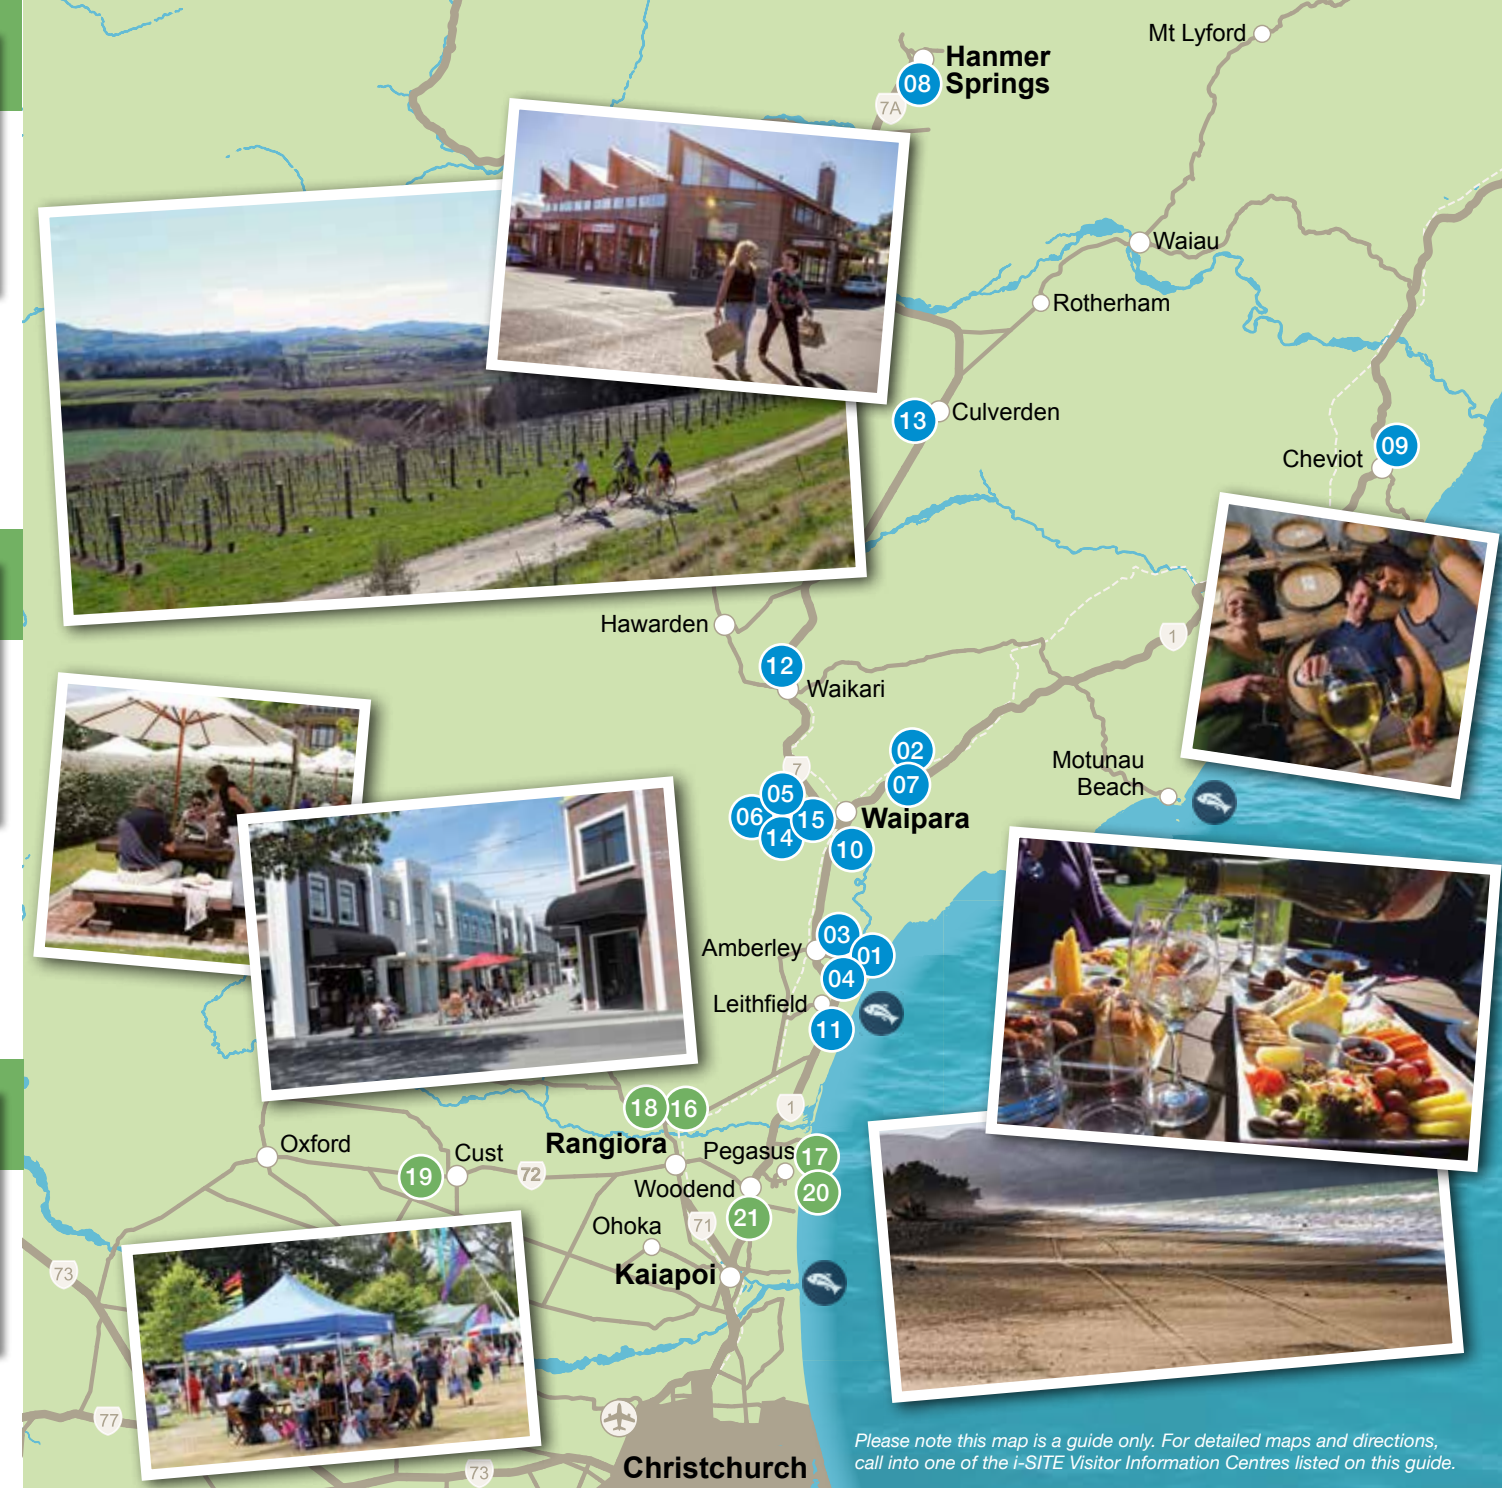 Mt Lyford
Hanmer
Springs
08
7A
Waiau
Rotherham
13
Culverden
09
Cheviot
Hawarden
1
12
Waikari
02
7
07
Motunau
Beach
05
06
15
14
Waipara
10
03
Amberley
01
04
Leithfield
11
18
16
1
Rangiora
Pegasus
17
Oxford
Cust
19
72
Woodend
20
21
Ohoka
71
Kaiapoi
73
77
73
Christchurch
Please note this map is a guide only. For detailed maps and directions,
call into one of the i-SITE Visitor Information Centres listed on this guide.